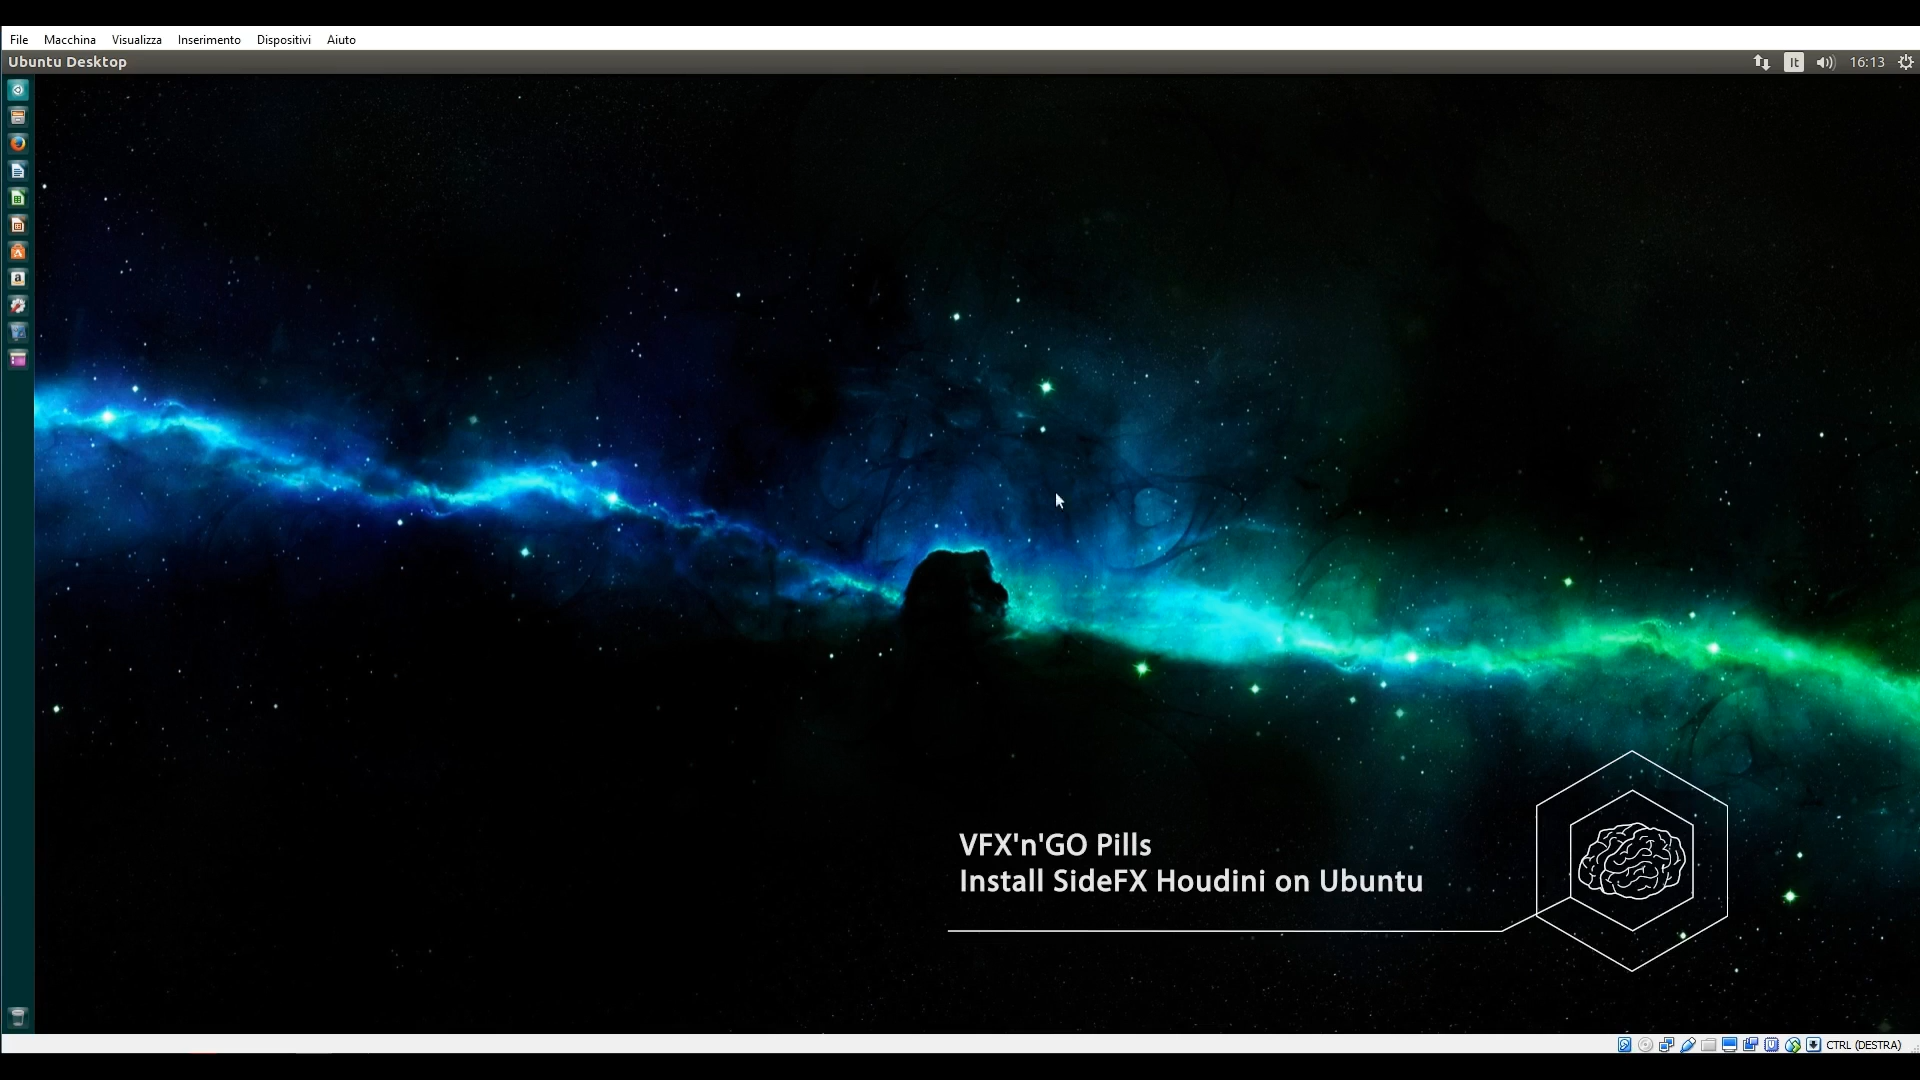 File Macchina Visualizza Inserimento Dispositivi Aiuto
Ubuntu Desktop It 16:13
VFX'n'GO Pills
Install SideFX Houdini on Ubuntu
CTRL (DESTRA)